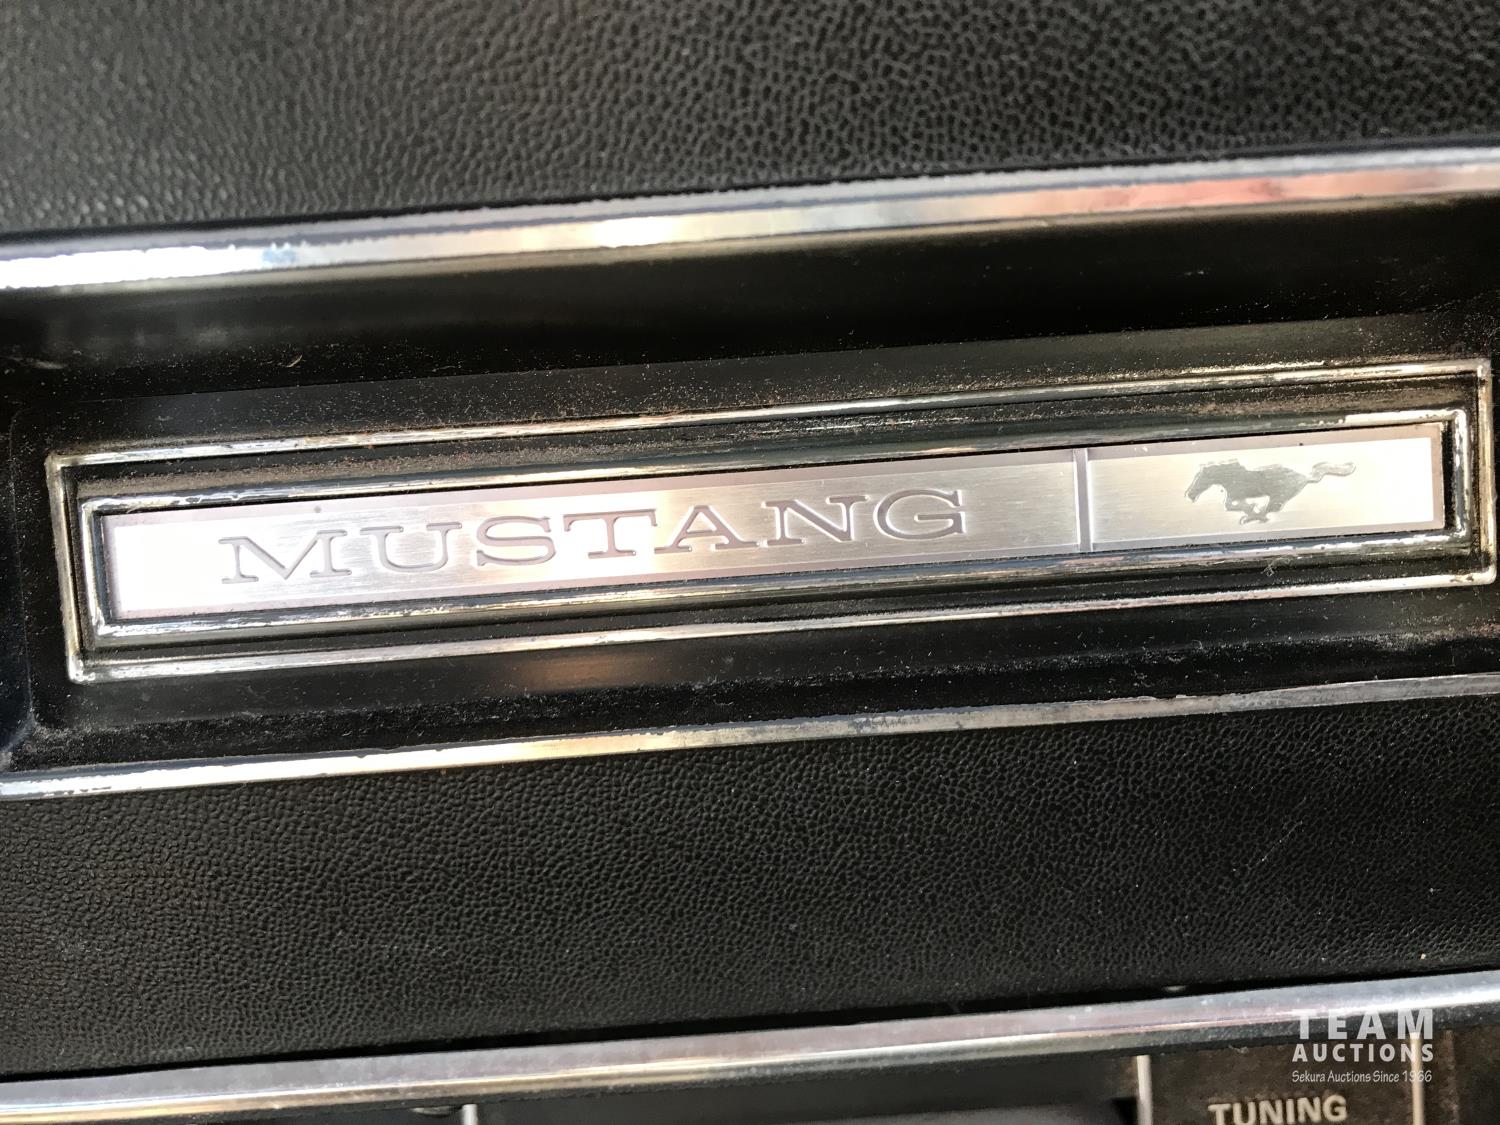 MUSTANG
TEAM
AUCTIONS
Sekura Auctions Since 1966
TUNING